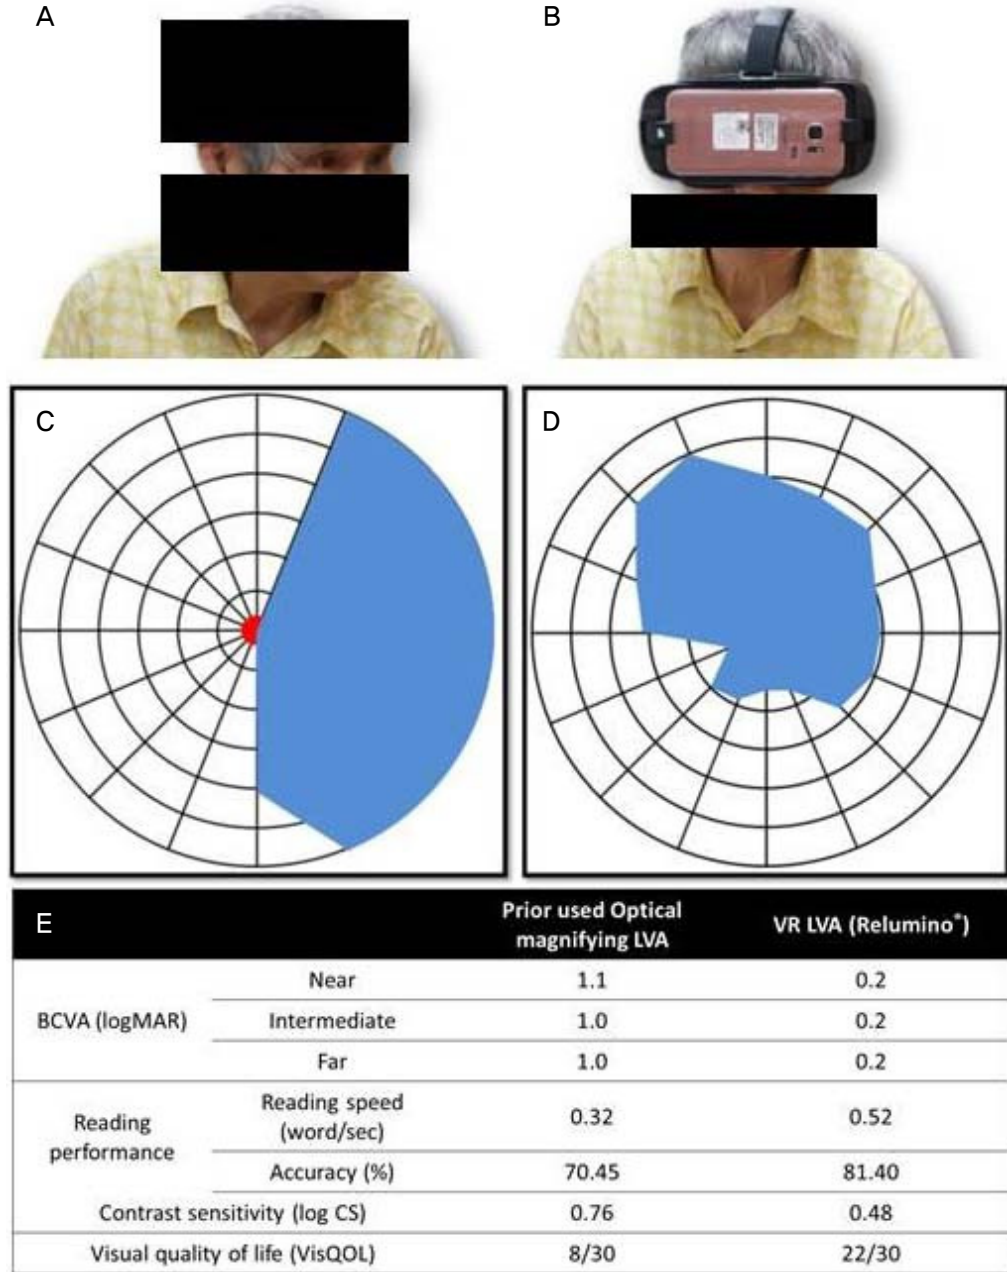 A
B
C
D
E
Prior used Optical
magnifying LVA
VR LVA (Relumino®)
BCVA (logMAR)
Near
1.1
0.2
Intermediate
1.0
0.2
Far
1.0
0.2
Reading
performance
Reading speed
(word/sec)
0.32
0.52
Accuracy (%)
70.45
81.40
Contrast sensitivity (log CS)
0.76
0.48
Visual quality of life (VisQOL)
8/30
22/30